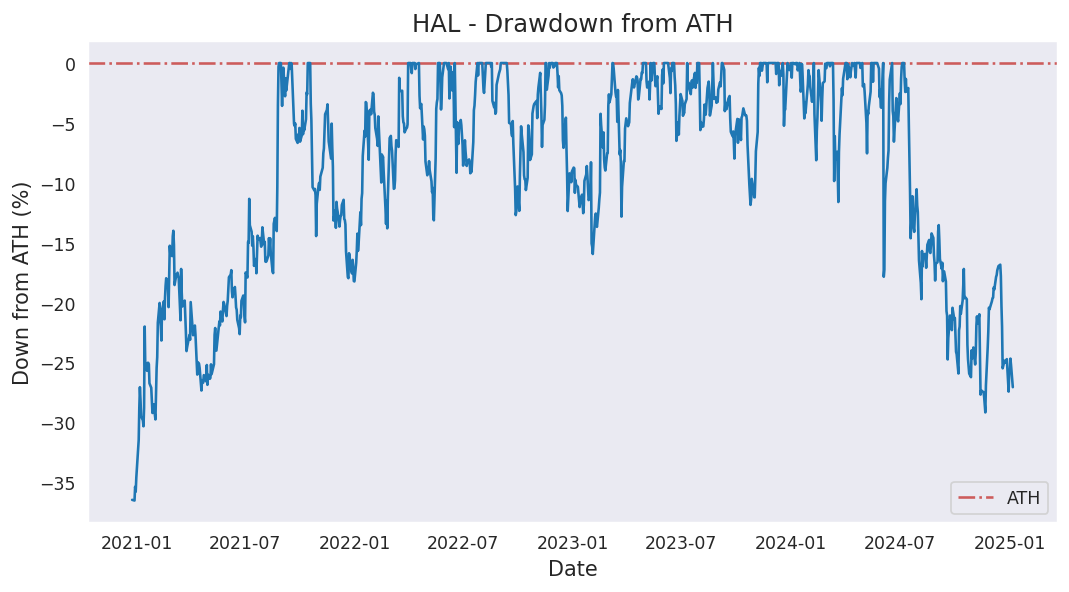 HAL - Drawdown from ATH
Down from ATH (%)
0
−5
−10
−15
−20
−25
−30
−35
ATH
2021-01 2021-07 2022-01 2022-07 2023-01 2023-07 2024-01 2024-07 2025-01
Date